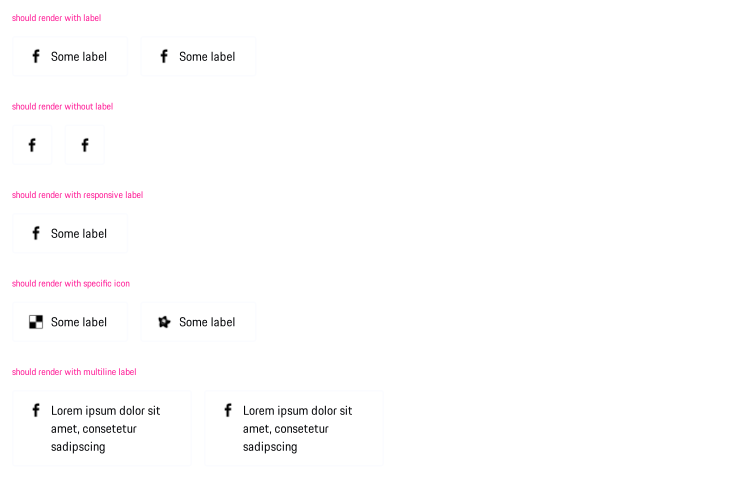 should render with label
Some label Some label
should render without label
should render with responsive label
Some label
should render with specific icon
Some label Some label
should render with multiline label
Lorem ipsum dolor sit Lorem ipsum dolor sit
amet, consetetur amet, consetetur
sadipscing sadipscing